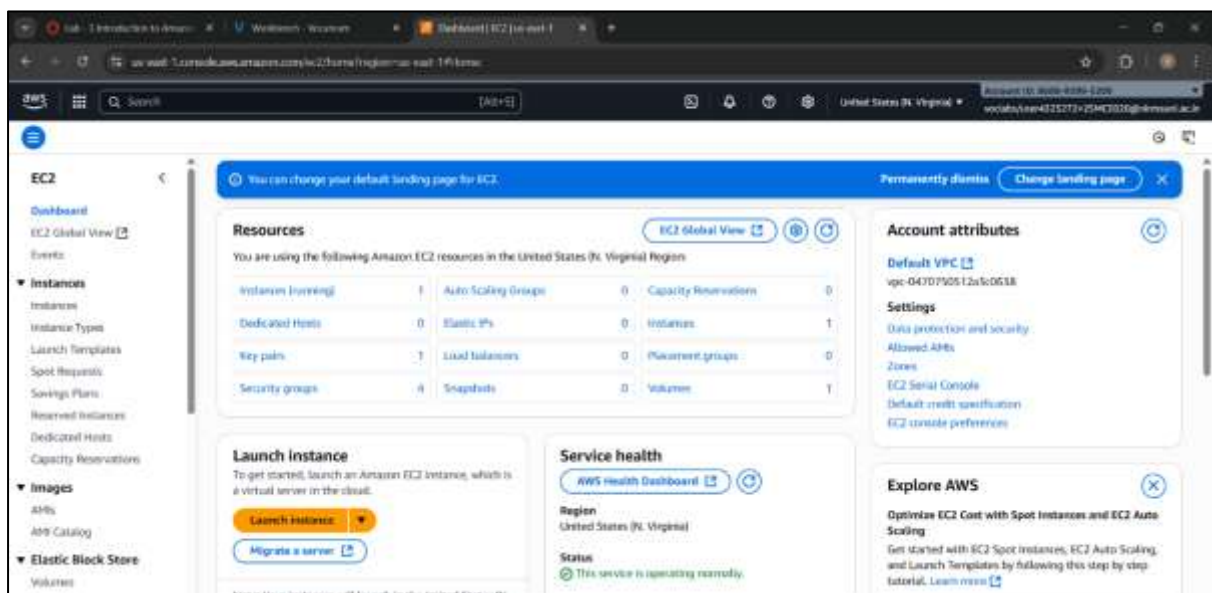 Workbench - Vocareum
aws
Search
[Alt+S]
United States (N. Virginia)
EC2
You can change your default landing page for EC2.
Permanently dismiss
Change landing page
Dashboard
EC2 Global View
Events
Instances
Instances
Instance Types
Launch Templates
Spot Requests
Savings Plans
Reserved Instances
Dedicated Hosts
Capacity Reservations
Images
AMIs
AMI Catalog
Elastic Block Store
Volumes
Resources
EC2 Global View
You are using the following Amazon EC2 resources in the United States (N. Virginia) Region:
Instances (running) 1 Auto Scaling Groups 0 Capacity Reservations 0
Dedicated Hosts 0 Elastic IPs 0 Instances 1
Key pairs 1 Load balancers 0 Placement groups 0
Security groups Snapshots 0 Volumes 1
Launch instance
To get started, launch an Amazon EC2 instance, which is
a virtual server in the cloud.
Launch instance
Migrate a server
Service health
AWS Health Dashboard
Region
United States (N. Virginia)
Status
This service is operating normally.
Account attributes
Default VPC
Settings
Data protection and security
Allowed AMIs
Zones
EC2 Serial Console
Default credit specification
EC2 console preferences
Explore AWS
Optimize EC2 Cost with Spot Instances and EC2 Auto
Scaling
Get started with EC2 Spot Instances, EC2 Auto Scaling,
and Launch Templates by following this step by step
tutorial. Learn more